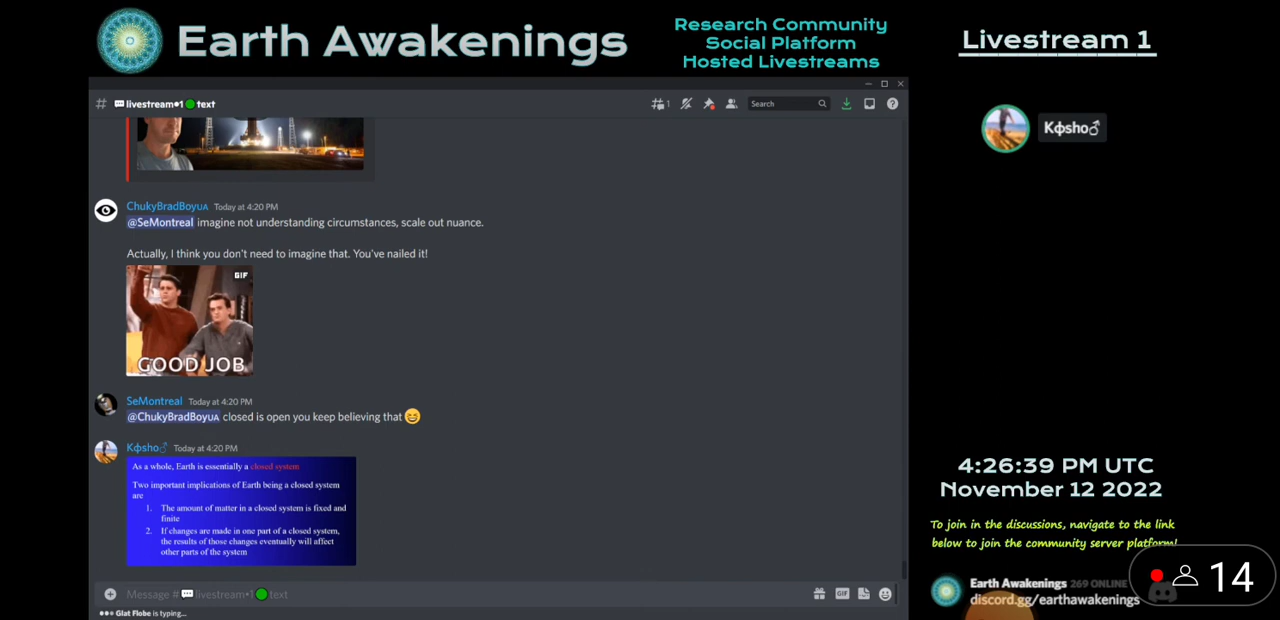 Earth Awakenings
Research Community
Social Platform
Hosted Livestreams
Livestream 1
# livestream•1 text
1
Search
Kφsho♂
ChukyBradBoyUA Today at 4:20 PM
@SeMontreal imagine not understanding circumstances, scale out nuance.
Actually, I think you don't need to imagine that. You've nailed it!
GIF
GOOD JOB
SeMontreal Today at 4:20 PM
@ChukyBradBoyUA closed is open you keep believing that 😆
Kφsho♂ Today at 4:20 PM
As a whole, Earth is essentially a closed system
Two important implications of Earth being a closed system
are
1. The amount of matter in a closed system is fixed and
finite
2. If changes are made in one part of a closed system,
the results of those changes eventually will affect
other parts of the system
Message # livestream•1 text
GIF
Glat Flobe is typing...
4:26:39 PM UTC
November 12 2022
To join in the discussions, navigate to the link
below to join the community server platform!
Earth Awakenings 269 ONLINE
discord.gg/earthawakenings
14